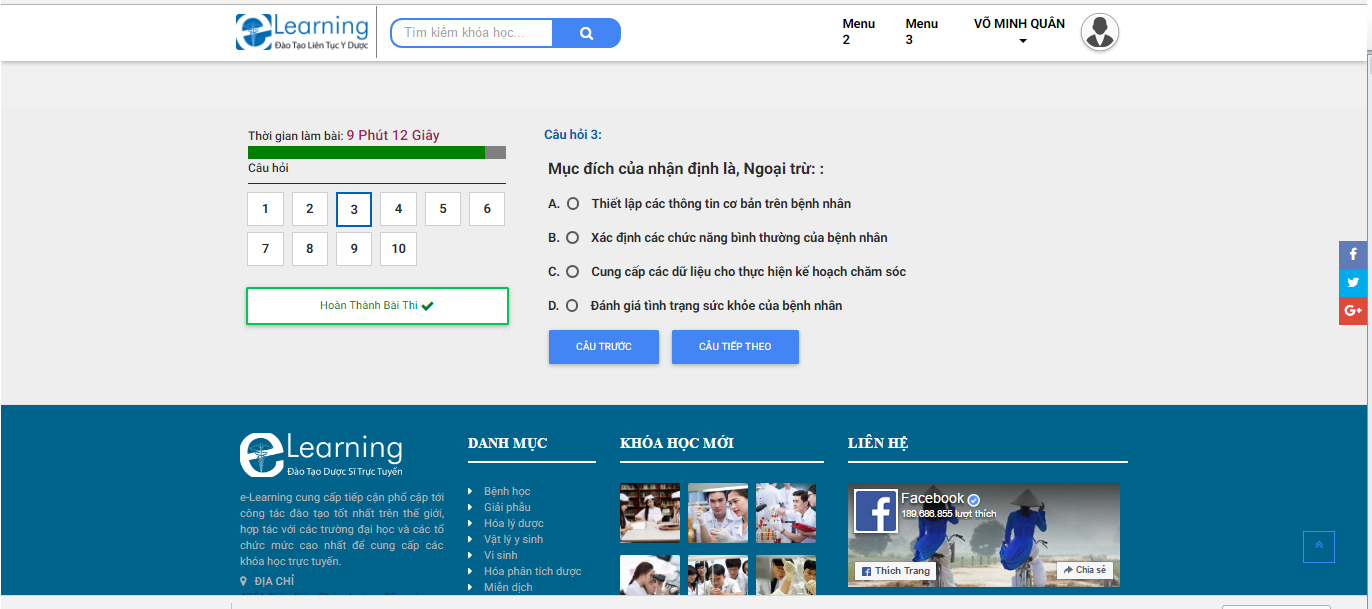 eLearning
Đào Tạo Liên Tục Y Dược
Tìm kiếm khóa học...
Menu 2
Menu 3
VÕ MINH QUÂN
Thời gian làm bài: 9 Phút 12 Giây
Câu hỏi
1 2 3 4 5 6
7 8 9 10
Hoàn Thành Bài Thi
Câu hỏi 3:
Mục đích của nhận định là, Ngoại trừ: :
A. Thiết lập các thông tin cơ bản trên bệnh nhân
B. Xác định các chức năng bình thường của bệnh nhân
C. Cung cấp các dữ liệu cho thực hiện kế hoạch chăm sóc
D. Đánh giá tình trạng sức khỏe của bệnh nhân
CÂU TRƯỚC
CÂU TIẾP THEO
f
G+
eLearning
Đào Tạo Dược Sĩ Trực Tuyến
e-Learning cung cấp tiếp cận phổ cập tới
công tác đào tạo tốt nhất trên thế giới,
hợp tác với các trường đại học và các tổ
chức mức cao nhất để cung cấp các
khóa học trực tuyến.
ĐỊA CHỈ
DANH MỤC
Bệnh học
Giải phẫu
Hóa lý dược
Vật lý y sinh
Vi sinh
Hóa phân tích dược
Miễn dịch
KHÓA HỌC MỚI
LIÊN HỆ
f
Facebook
189.686.855 lượt thích
Thích Trang
Chia sẻ